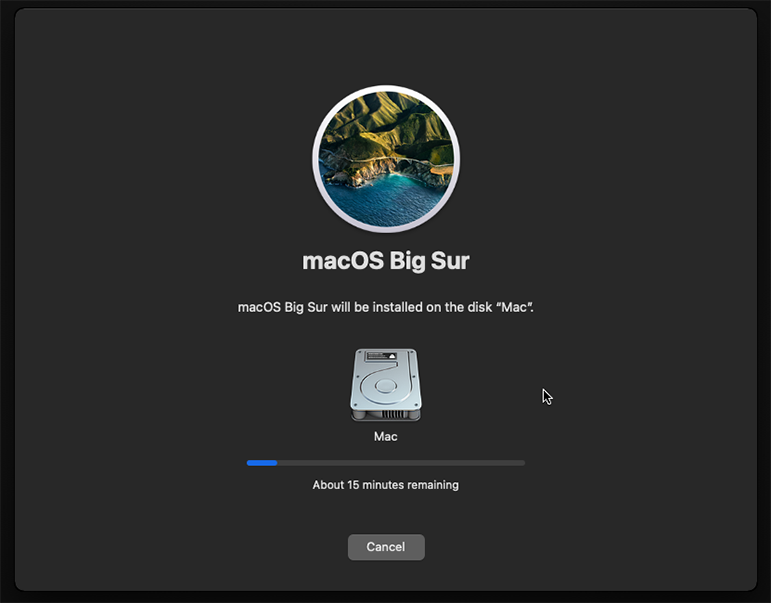 macOS Big Sur
macOS Big Sur will be installed on the disk “Mac”.
Mac
About 15 minutes remaining
Cancel